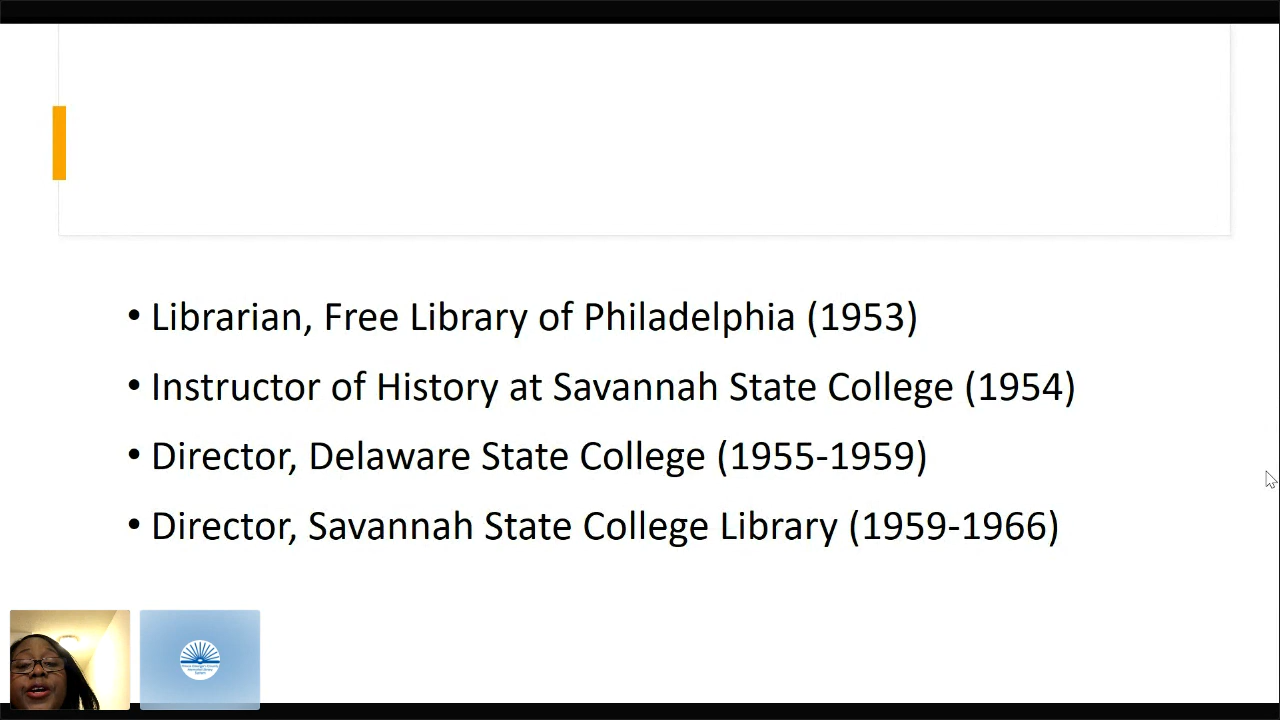 • Librarian, Free Library of Philadelphia (1953)
• Instructor of History at Savannah State College (1954)
• Director, Delaware State College (1955-1959)
• Director, Savannah State College Library (1959-1966)